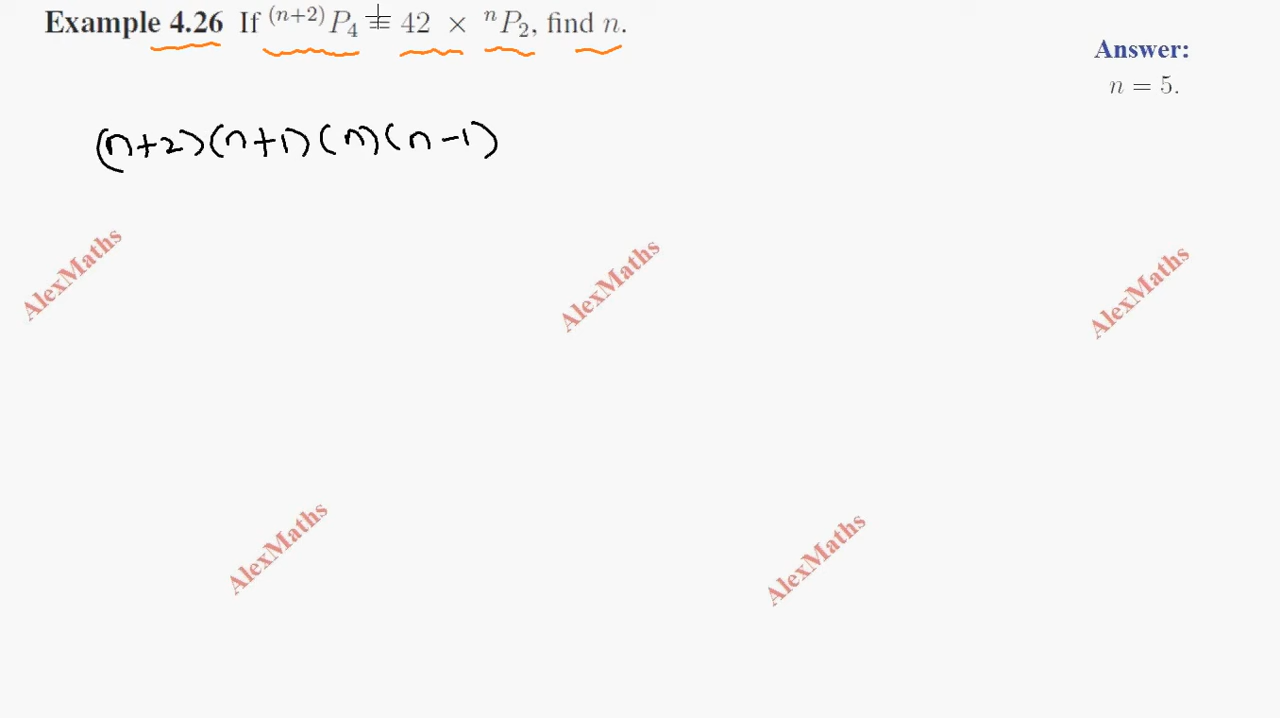 Example 4.26 If ⁽ⁿ⁺²⁾P₄ = 42 × ⁿP₂, find n.
Answer:
n = 5.
(n+2)(n+1)(n)(n-1)
AlexMaths
AlexMaths
AlexMaths
AlexMaths
AlexMaths